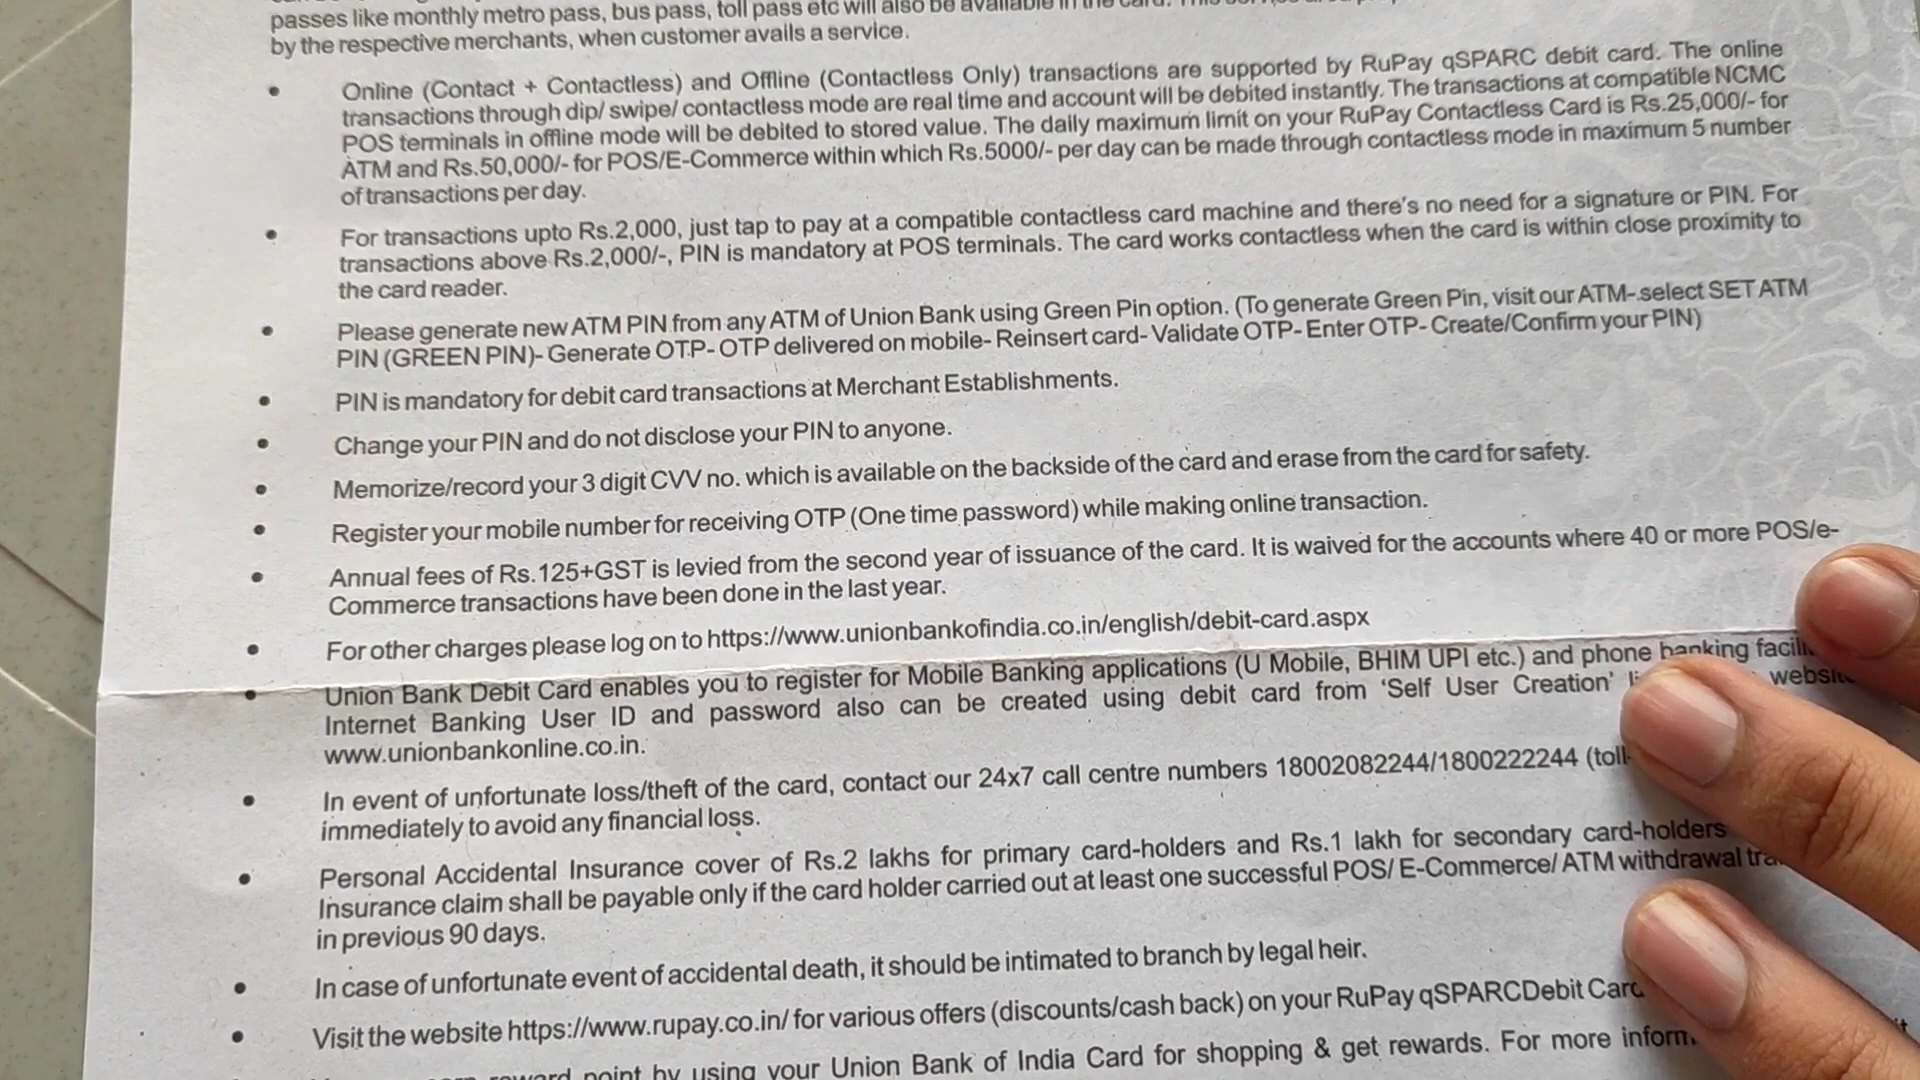 passes like monthly metro pass, bus pass, toll pass etc will also be available in the card.
by the respective merchants, when customer avails a service.
• Online (Contact + Contactless) and Offline (Contactless Only) transactions are supported by RuPay qSPARC debit card. The online
transactions through dip/ swipe/ contactless mode are real time and account will be debited instantly. The transactions at compatible NCMC
POS terminals in offline mode will be debited to stored value. The daily maximum limit on your RuPay Contactless Card is Rs.25,000/- for
ATM and Rs.50,000/- for POS/E-Commerce within which Rs.5000/- per day can be made through contactless mode in maximum 5 number
of transactions per day.
• For transactions upto Rs.2,000, just tap to pay at a compatible contactless card machine and there's no need for a signature or PIN. For
transactions above Rs.2,000/-, PIN is mandatory at POS terminals. The card works contactless when the card is within close proximity to
the card reader.
• Please generate new ATM PIN from any ATM of Union Bank using Green Pin option. (To generate Green Pin, visit our ATM- select SET ATM
PIN (GREEN PIN)- Generate OTP- OTP delivered on mobile- Reinsert card- Validate OTP- Enter OTP- Create/Confirm your PIN)
• PIN is mandatory for debit card transactions at Merchant Establishments.
• Change your PIN and do not disclose your PIN to anyone.
• Memorize/record your 3 digit CVV no. which is available on the backside of the card and erase from the card for safety.
• Register your mobile number for receiving OTP (One time password) while making online transaction.
• Annual fees of Rs.125+GST is levied from the second year of issuance of the card. It is waived for the accounts where 40 or more POS/e-
Commerce transactions have been done in the last year.
• For other charges please log on to https://www.unionbankofindia.co.in/english/debit-card.aspx
• Union Bank Debit Card enables you to register for Mobile Banking applications (U Mobile, BHIM UPI etc.) and phone banking
Internet Banking User ID and password also can be created using debit card from 'Self User Creation'
www.unionbankonline.co.in.
• In event of unfortunate loss/theft of the card, contact our 24x7 call centre numbers 18002082244/1800222244 (toll-
immediately to avoid any financial loss.
• Personal Accidental Insurance cover of Rs.2 lakhs for primary card-holders and Rs.1 lakh for secondary card-holders
Insurance claim shall be payable only if the card holder carried out at least one successful POS/ E-Commerce/ ATM withdrawal
in previous 90 days.
• In case of unfortunate event of accidental death, it should be intimated to branch by legal heir.
• Visit the website https://www.rupay.co.in/ for various offers (discounts/cash back) on your RuPay qSPARCDebit Card
reward point by using your Union Bank of India Card for shopping & get rewards. For more